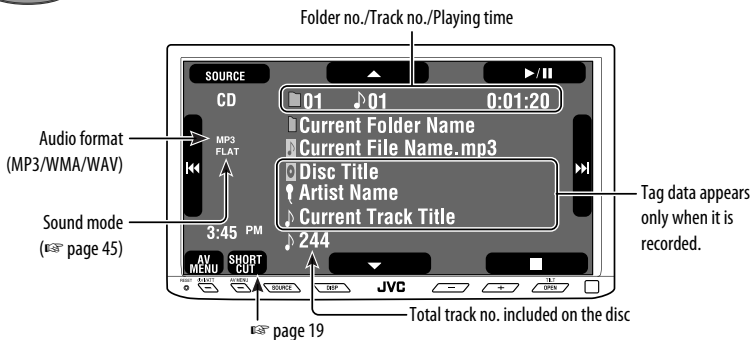 Folder no./Track no./Playing time
SOURCE
CD
01 01 0:01:20
Current Folder Name
Audio format
(MP3/WMA/WAV)
MP3
FLAT
Current File Name.mp3
Disc Title
Artist Name
Current Track Title
Tag data appears
only when it is
recorded.
Sound mode
(☞ page 45)
3:45 PM
244
AV
MENU
SHORT
CUT
RESET
AV MENU
SOURCE
DISP
JVC
TILT
OPEN
☞ page 19
Total track no. included on the disc